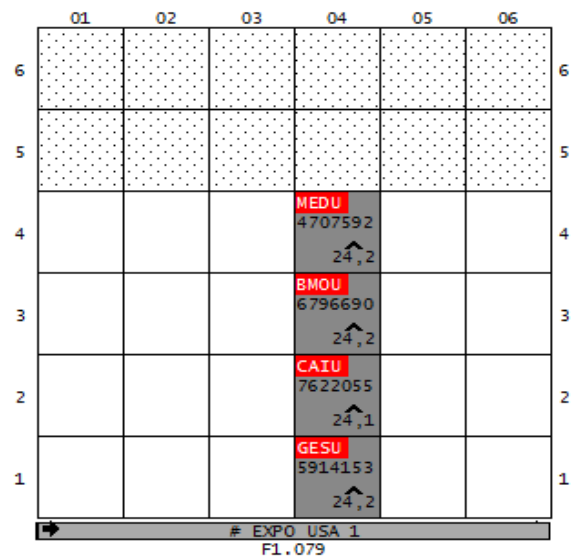 01 02 03 04 05 06
6 6
5 5
MEDU
4 4707592 4
24,2
BMOU
3 6796690 3
24,2
CAIU
2 7622055 2
24,1
GESU
1 5914153 1
24,2
# EXPO USA 1
F1.079